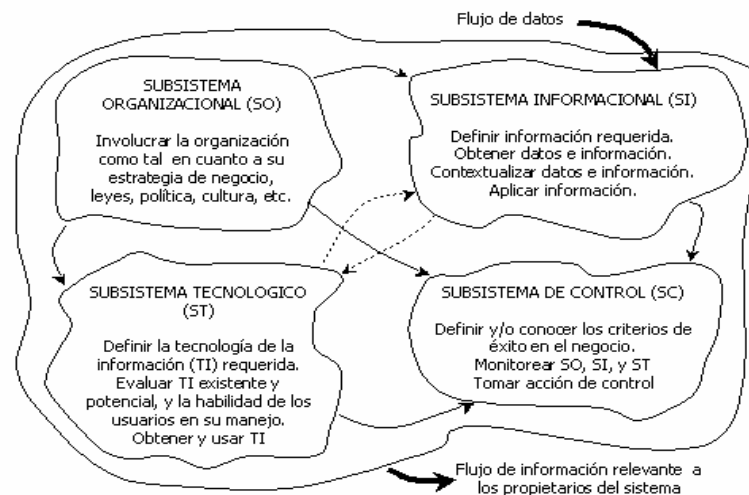 Flujo de datos
SUBSISTEMA
ORGANIZACIONAL (SO)
Involucrar la organización
como tal en cuanto a su
estrategia de negocio,
leyes, política, cultura, etc.
SUBSISTEMA INFORMACIONAL (SI)
Definir información requerida.
Obtener datos e información.
Contextualizar datos e información.
Aplicar información.
SUBSISTEMA TECNOLOGICO
(ST)
Definir la tecnología de la
información (TI) requerida.
Evaluar TI existente y
potencial, y la habilidad de los
usuarios en su manejo.
Obtener y usar TI
SUBSISTEMA DE CONTROL (SC)
Definir y/o conocer los criterios de
éxito en el negocio.
Monitorear SO, SI, y ST
Tomar acción de control
Flujo de información relevante a
los propietarios del sistema